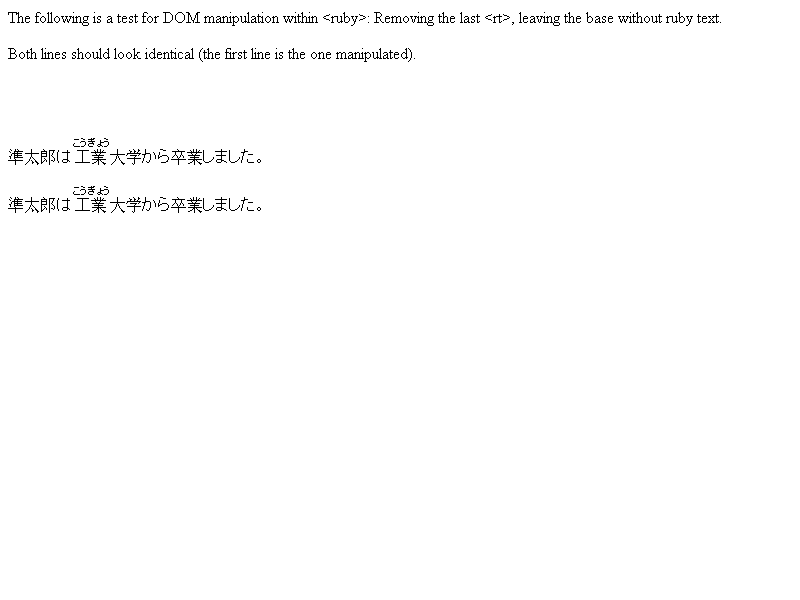 The following is a test for DOM manipulation within <ruby>: Removing the last <rt>, leaving the base without ruby text.
Both lines should look identical (the first line is the one manipulated).
こうぎょう
準太郎は工業大学から卒業しました。
こうぎょう
準太郎は工業大学から卒業しました。